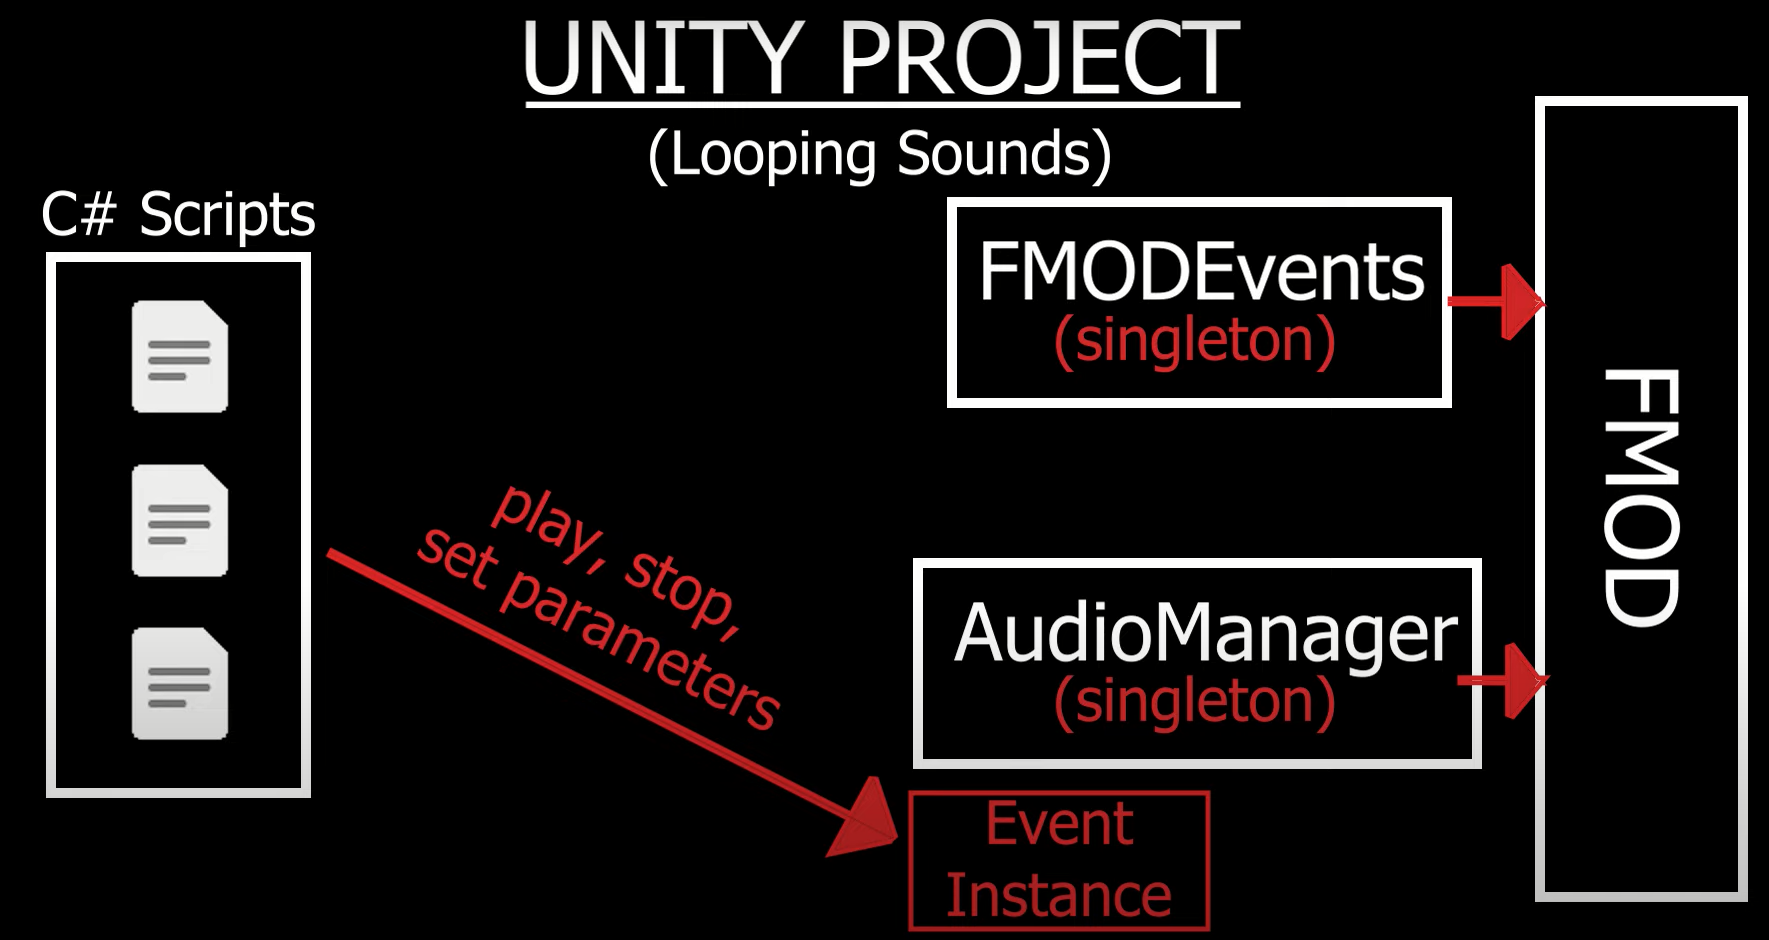 UNITY PROJECT
(Looping Sounds)
C# Scripts
FMODEvents
(singleton)
FMOD
play, stop,
set parameters
AudioManager
(singleton)
Event
Instance